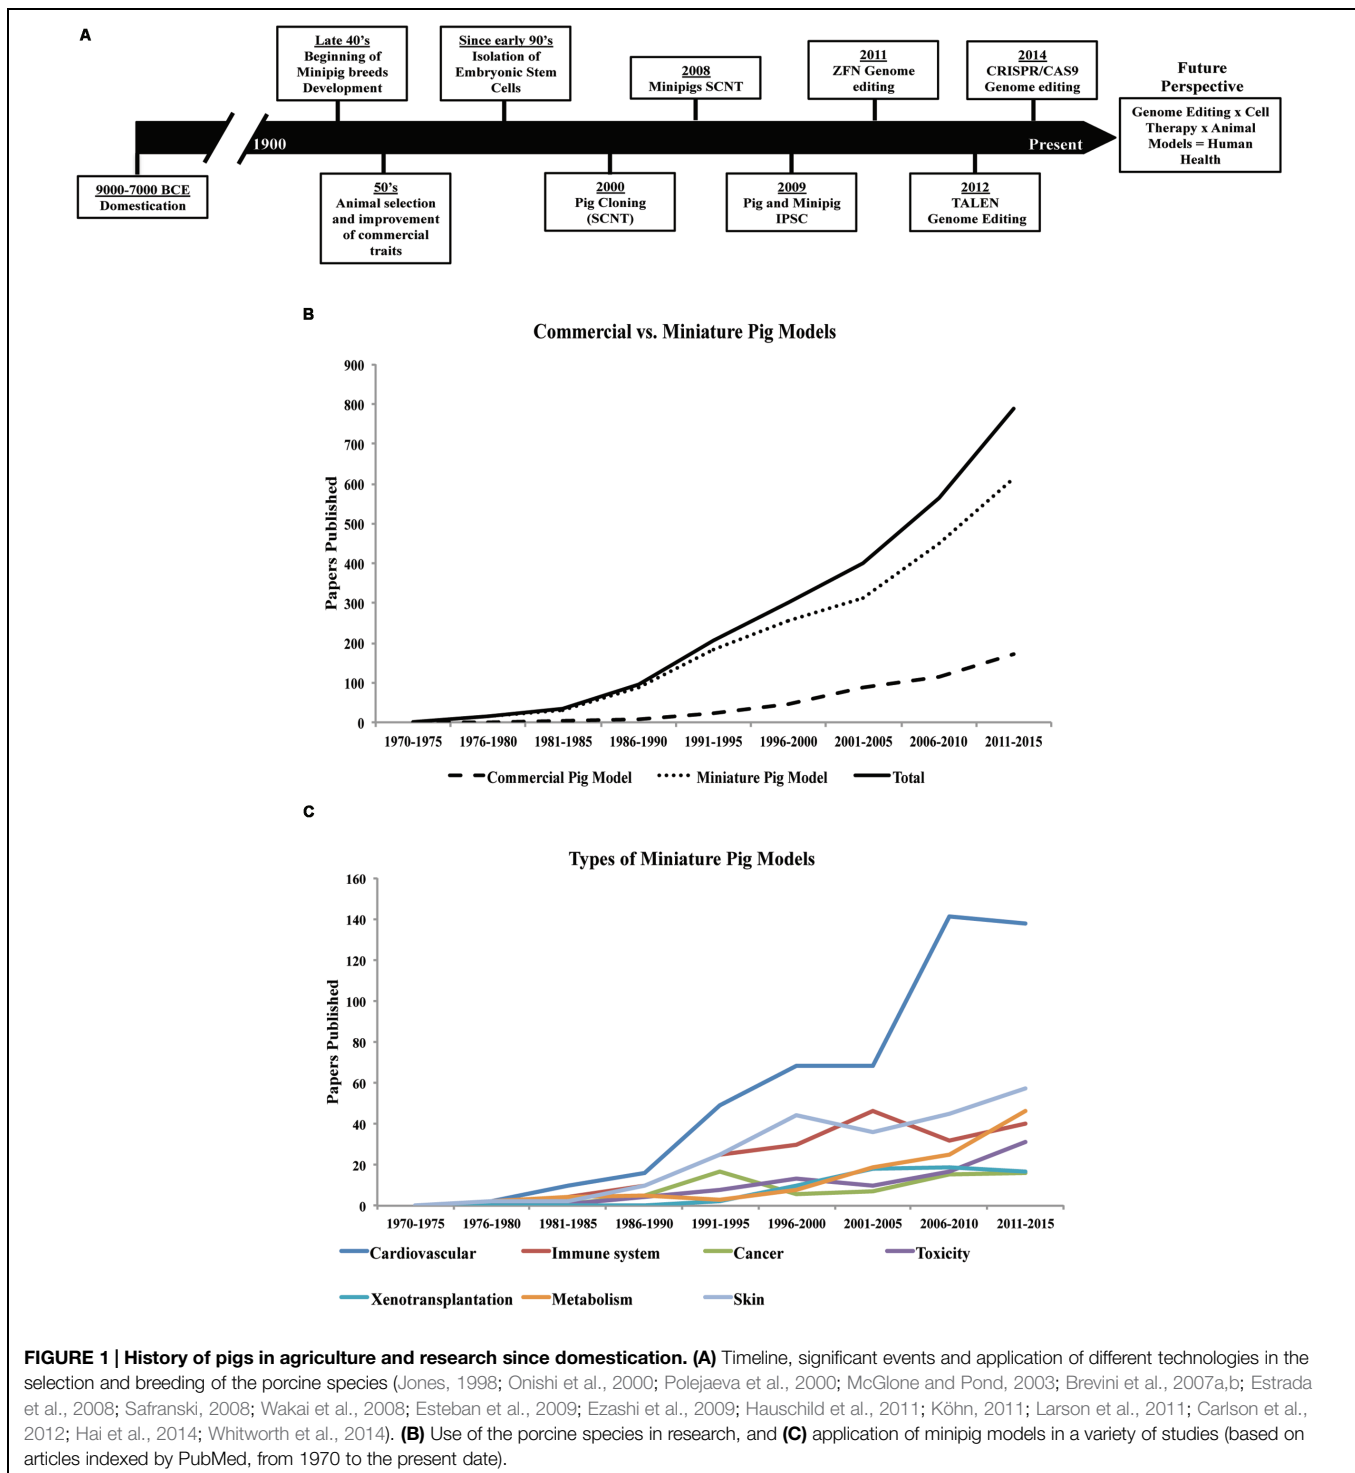 A
Late 40's
Beginning of
Minipig breeds
Development
Since early 90's
Isolation of
Embryonic Stem
Cells
2008
Minipigs SCNT
2011
ZFN Genome
editing
2014
CRISPR/CAS9
Genome editing
Future
Perspective
Genome Editing x Cell
Therapy x Animal
Models = Human
Health
1900
Present
9000-7000 BCE
Domestication
50's
Animal selection
and improvement
of commercial
traits
2000
Pig Cloning
(SCNT)
2009
Pig and Minipig
IPSC
2012
TALEN
Genome Editing
B
Commercial vs. Miniature Pig Models
Papers Published
900
800
700
600
500
400
300
200
100
0
1970-1975 1976-1980 1981-1985 1986-1990 1991-1995 1996-2000 2001-2005 2006-2010 2011-2015
Commercial Pig Model Miniature Pig Model Total
C
Types of Miniature Pig Models
Papers Published
160
140
120
100
80
60
40
20
0
1970-1975 1976-1980 1981-1985 1986-1990 1991-1995 1996-2000 2001-2005 2006-2010 2011-2015
Cardiovascular Immune system Cancer Toxicity
Xenotransplantation Metabolism Skin
FIGURE 1 | History of pigs in agriculture and research since domestication. (A) Timeline, significant events and application of different technologies in the
selection and breeding of the porcine species (Jones, 1998; Onishi et al., 2000; Polejaeva et al., 2000; McGlone and Pond, 2003; Brevini et al., 2007a,b; Estrada
et al., 2008; Safranski, 2008; Wakai et al., 2008; Esteban et al., 2009; Ezashi et al., 2009; Hauschild et al., 2011; Köhn, 2011; Larson et al., 2011; Carlson et al.,
2012; Hai et al., 2014; Whitworth et al., 2014). (B) Use of the porcine species in research, and (C) application of minipig models in a variety of studies (based on
articles indexed by PubMed, from 1970 to the present date).